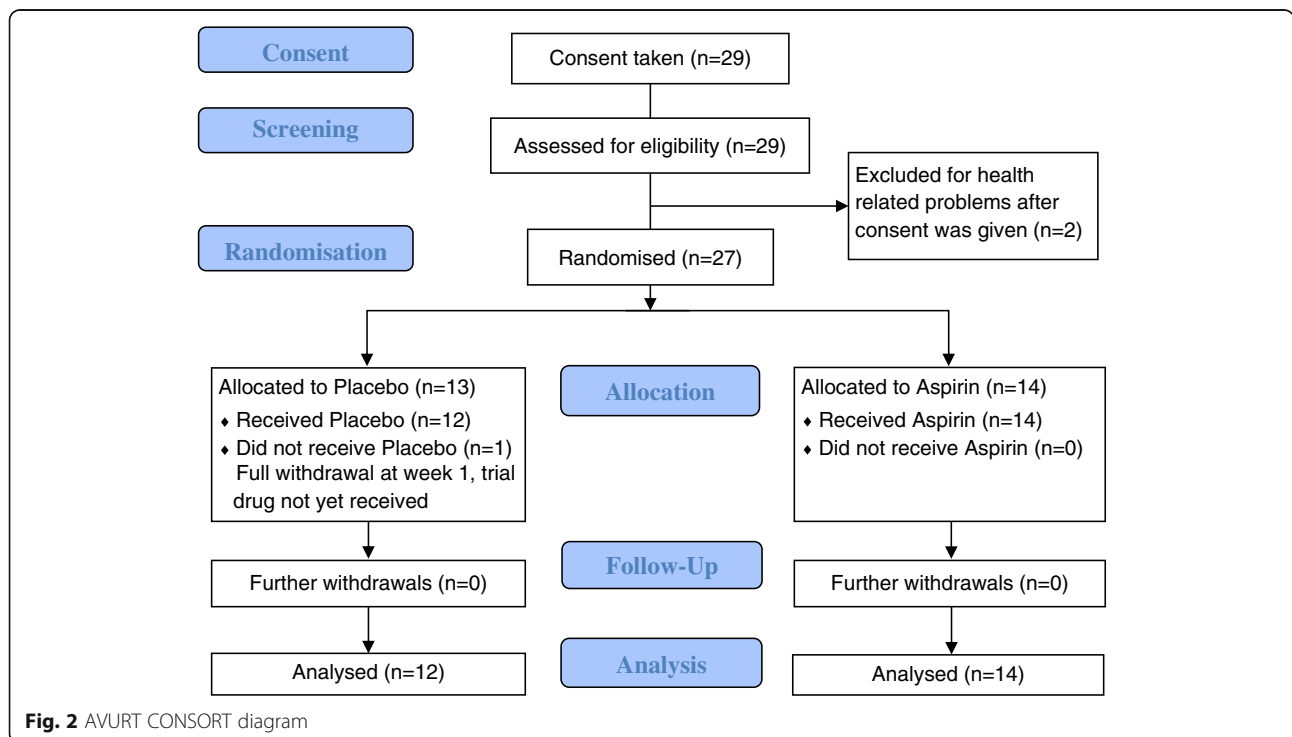 Consent
Consent taken (n=29)
Screening
Assessed for eligibility (n=29)
Excluded for health
related problems after
consent was given (n=2)
Randomisation
Randomised (n=27)
Allocated to Placebo (n=13)
♦ Received Placebo (n=12)
♦ Did not receive Placebo (n=1)
Full withdrawal at week 1, trial
drug not yet received
Allocation
Allocated to Aspirin (n=14)
♦ Received Aspirin (n=14)
♦ Did not receive Aspirin (n=0)
Follow-Up
Further withdrawals (n=0)
Further withdrawals (n=0)
Analysis
Analysed (n=12)
Analysed (n=14)
Fig. 2 AVURT CONSORT diagram